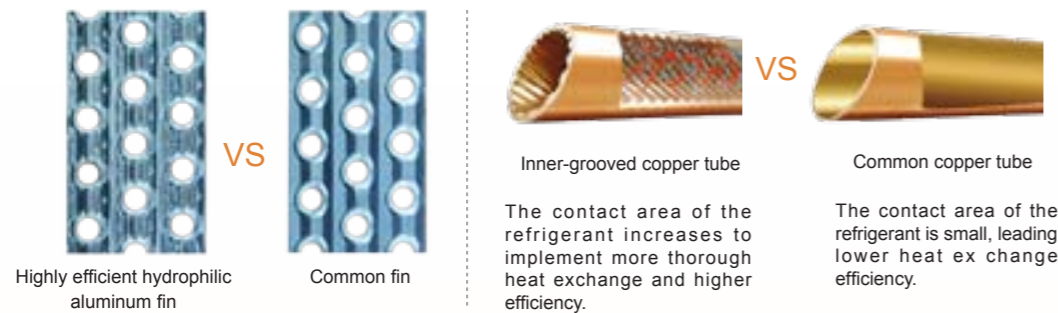 VS
Highly efficient hydrophilic
aluminum fin
Common fin
VS
Inner-grooved copper tube
The contact area of the
refrigerant increases to
implement more thorough
heat exchange and higher
efficiency.
Common copper tube
The contact area of the
refrigerant is small, leading
lower heat ex change
efficiency.